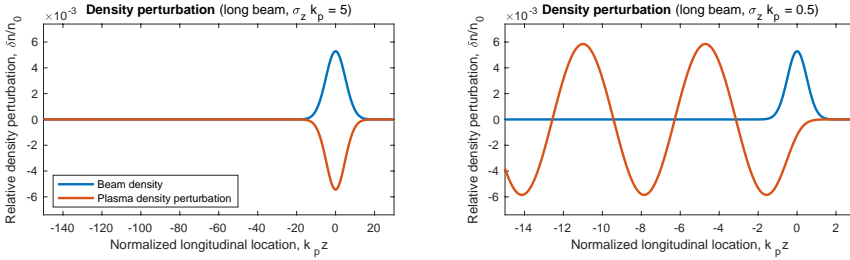 Density perturbation (long beam, σz kp = 5)
×10-3
6
4
2
0
-2
-4
-6
Relative density perturbation, δn/n0
Beam density
Plasma density perturbation
-140 -120 -100 -80 -60 -40 -20 0 20
Normalized longitudinal location, kp z
Density perturbation (long beam, σz kp = 0.5)
×10-3
6
4
2
0
-2
-4
-6
Relative density perturbation, δn/n0
-14 -12 -10 -8 -6 -4 -2 0 2
Normalized longitudinal location, kp z